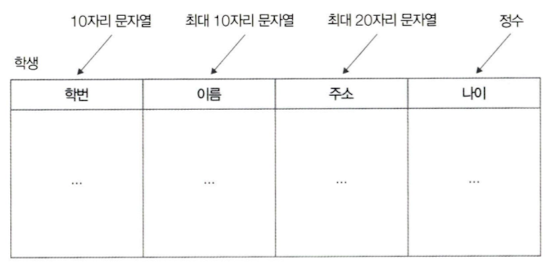 10자리 문자열 최대 10자리 문자열 최대 20자리 문자열 정수
학생
학번 이름 주소 나이
... ... ... ...